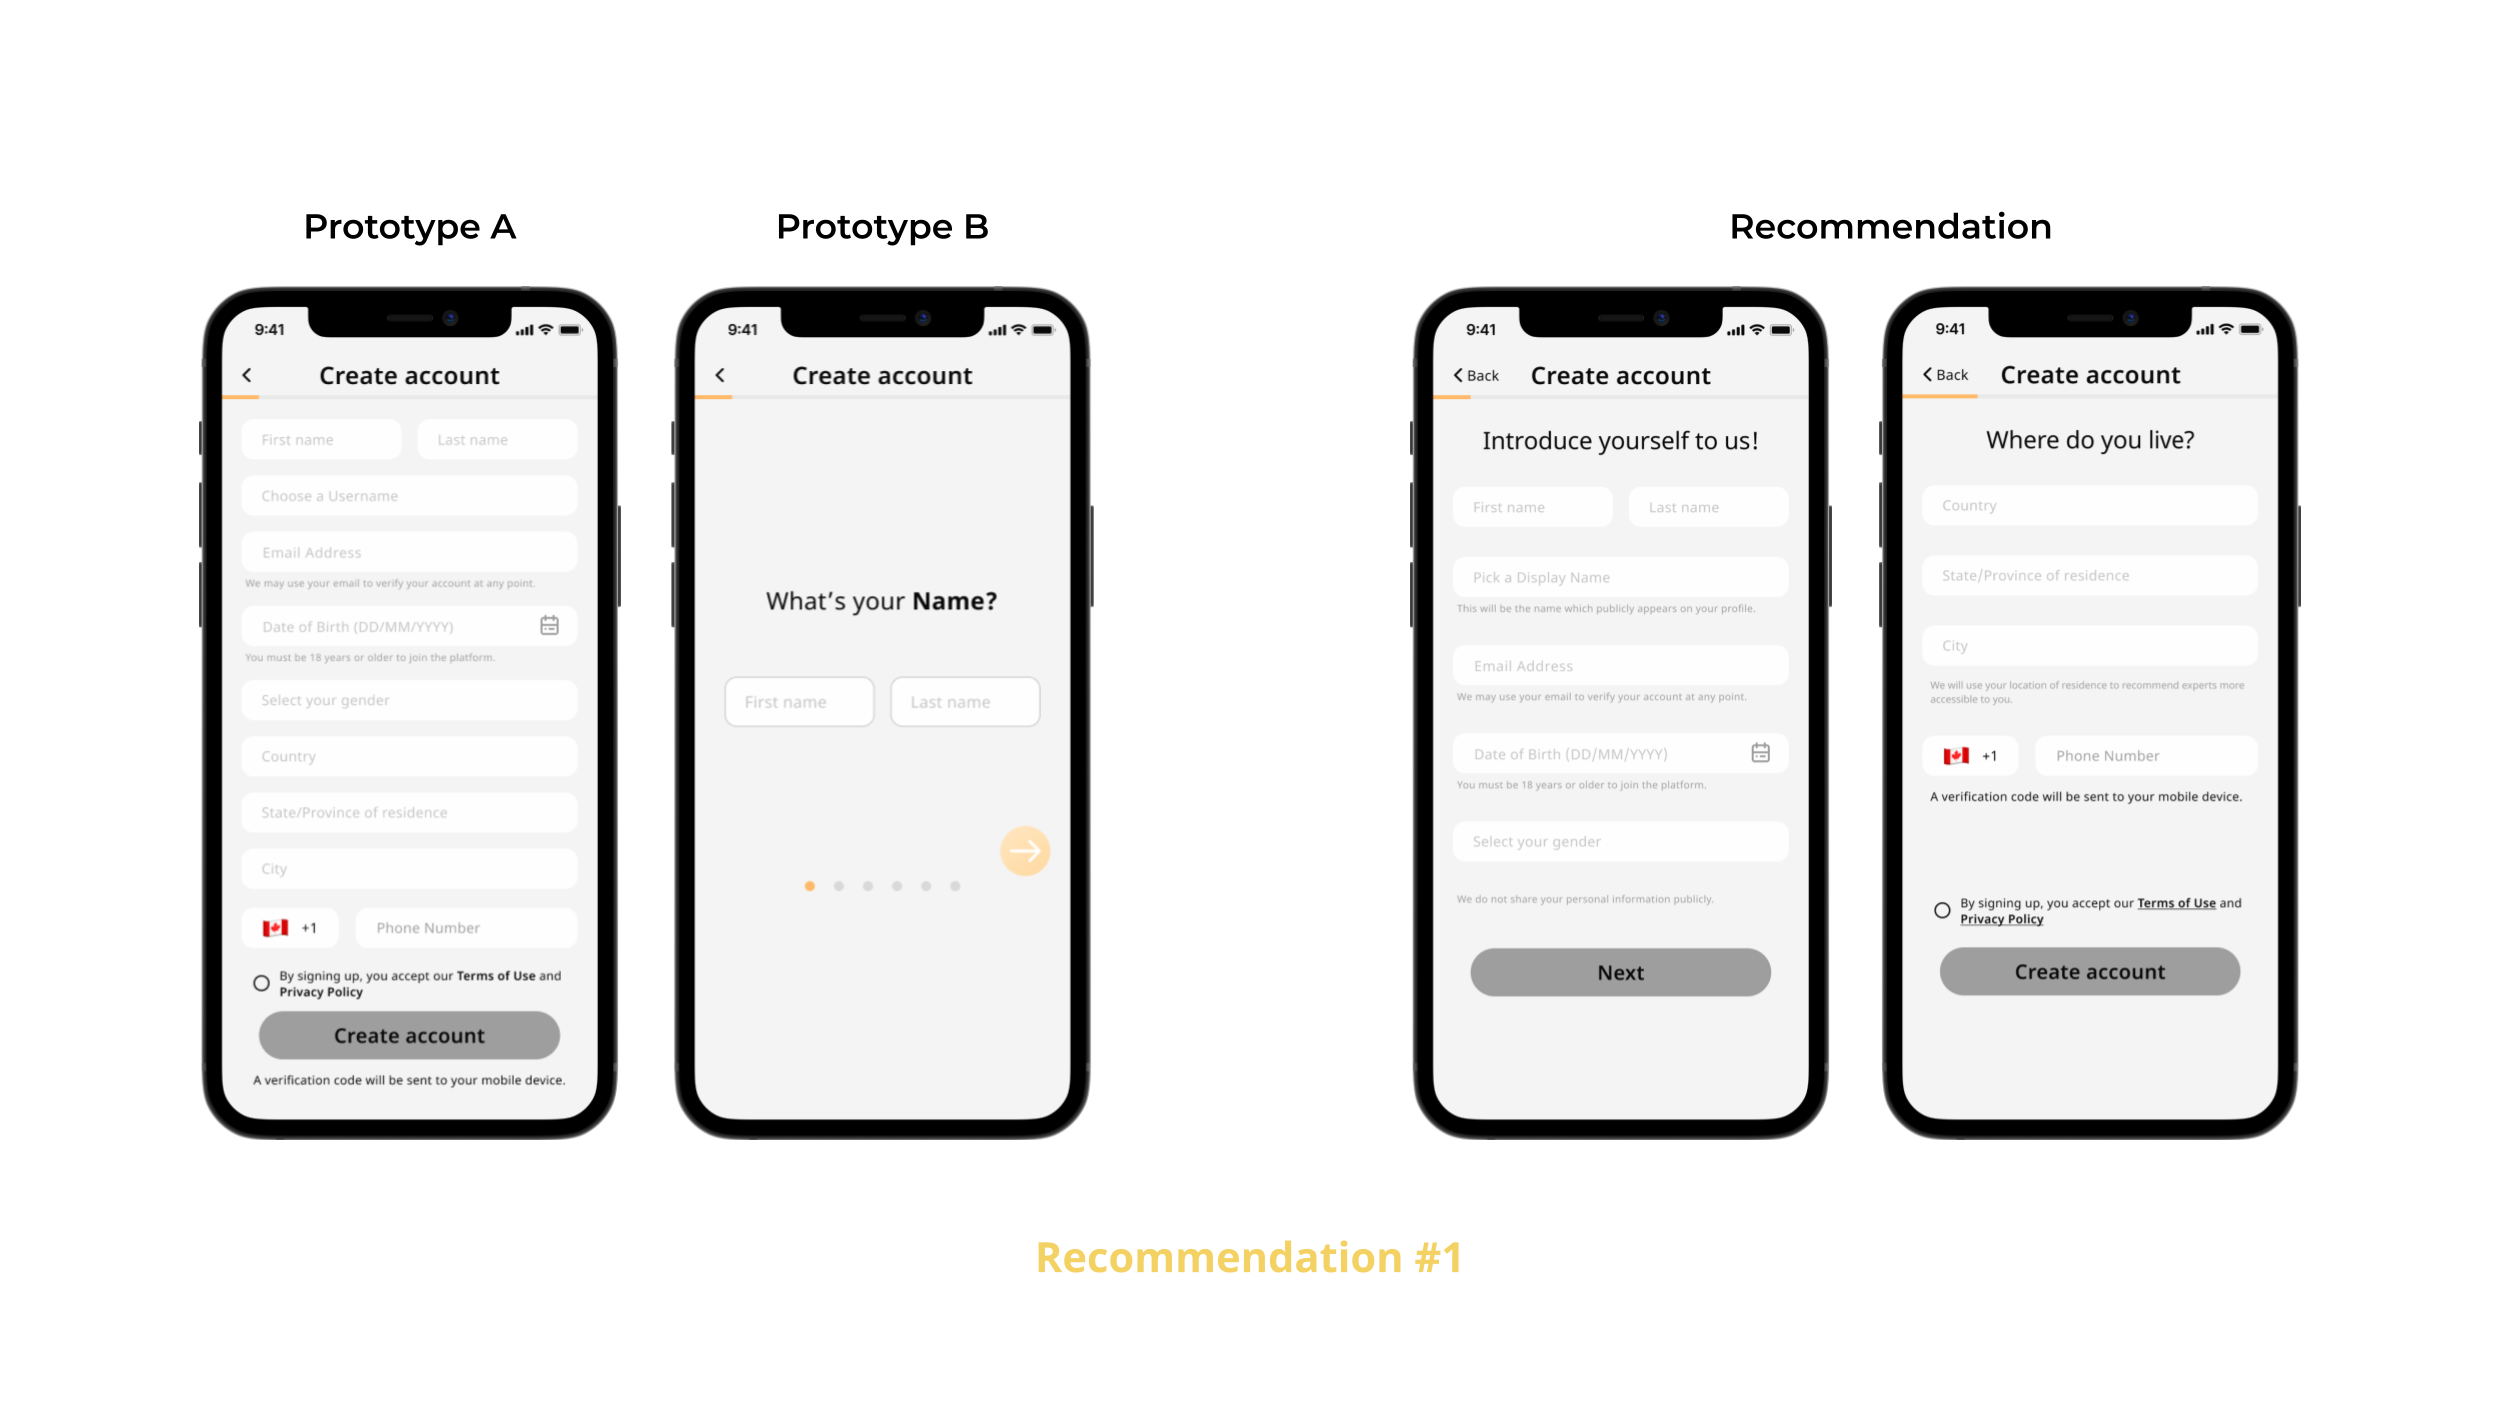 Prototype A
9:41
Create account
First name
Last name
Choose a Username
Email Address
We may use your email to verify your account at any point.
Date of Birth (DD/MM/YYYY)
You must be 18 years or older to join the platform.
Select your gender
Country
State/Province of residence
City
+1
Phone Number
By signing up, you accept our Terms of Use and
Privacy Policy
Create account
A verification code will be sent to your mobile device.
Prototype B
9:41
Create account
What's your Name?
First name
Last name
Recommendation
9:41
Back
Create account
Introduce yourself to us!
First name
Last name
Pick a Display Name
This will be the name which publicly appears on your profile.
Email Address
We may use your email to verify your account at any point.
Date of Birth (DD/MM/YYYY)
You must be 18 years or older to join the platform.
Select your gender
We do not share your personal information publicly.
Next
9:41
Back
Create account
Where do you live?
Country
State/Province of residence
City
We will use your location of residence to recommend experts more
accessible to you.
+1
Phone Number
A verification code will be sent to your mobile device.
By signing up, you accept our Terms of Use and
Privacy Policy
Create account
Recommendation #1